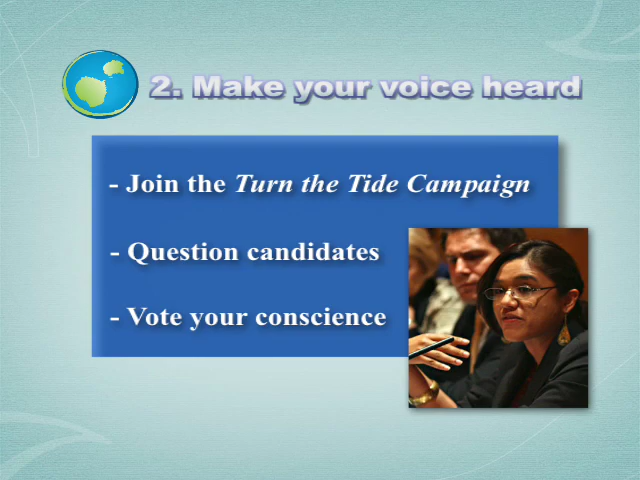 2. Make your voice heard
- Join the Turn the Tide Campaign
- Question candidates
- Vote your conscience